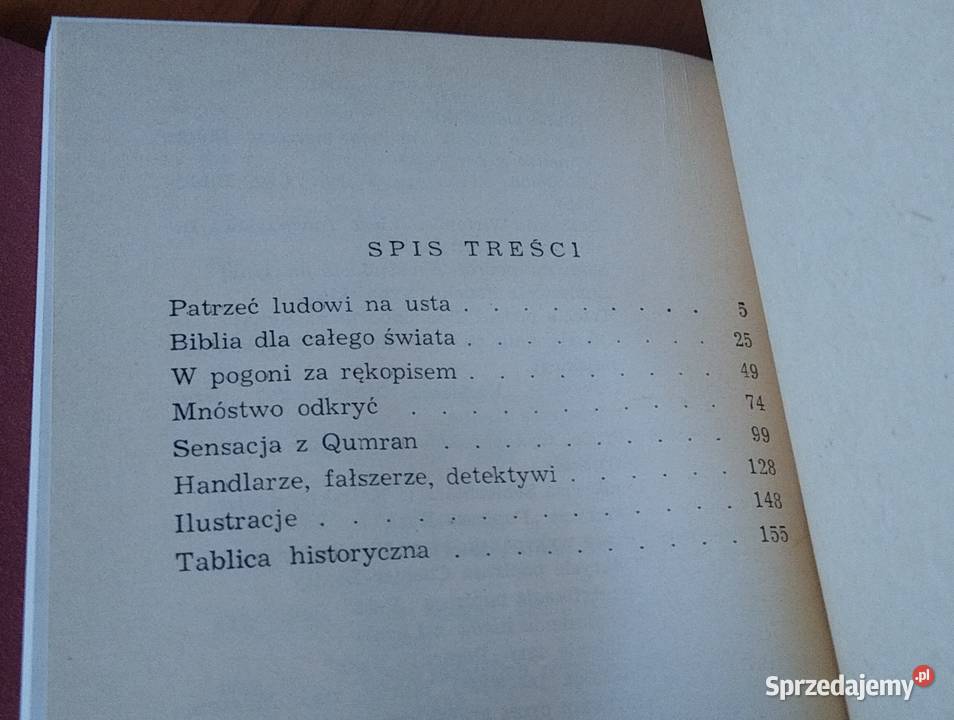 SPIS TREŚCI
Patrzeć ludowi na usta . . . . . . . . . 5
Biblia dla całego świata . . . . . . . . . 25
W pogoni za rękopisem . . . . . . . . . 49
Mnóstwo odkryć . . . . . . . . . . . 74
Sensacja z Qumran . . . . . . . . . . 99
Handlarze, fałszerze, detektywi . . . . . . 128
Ilustracje . . . . . . . . . . . . . 148
Tablica historyczna . . . . . . . . . . 155
Sprzedajemy.pl